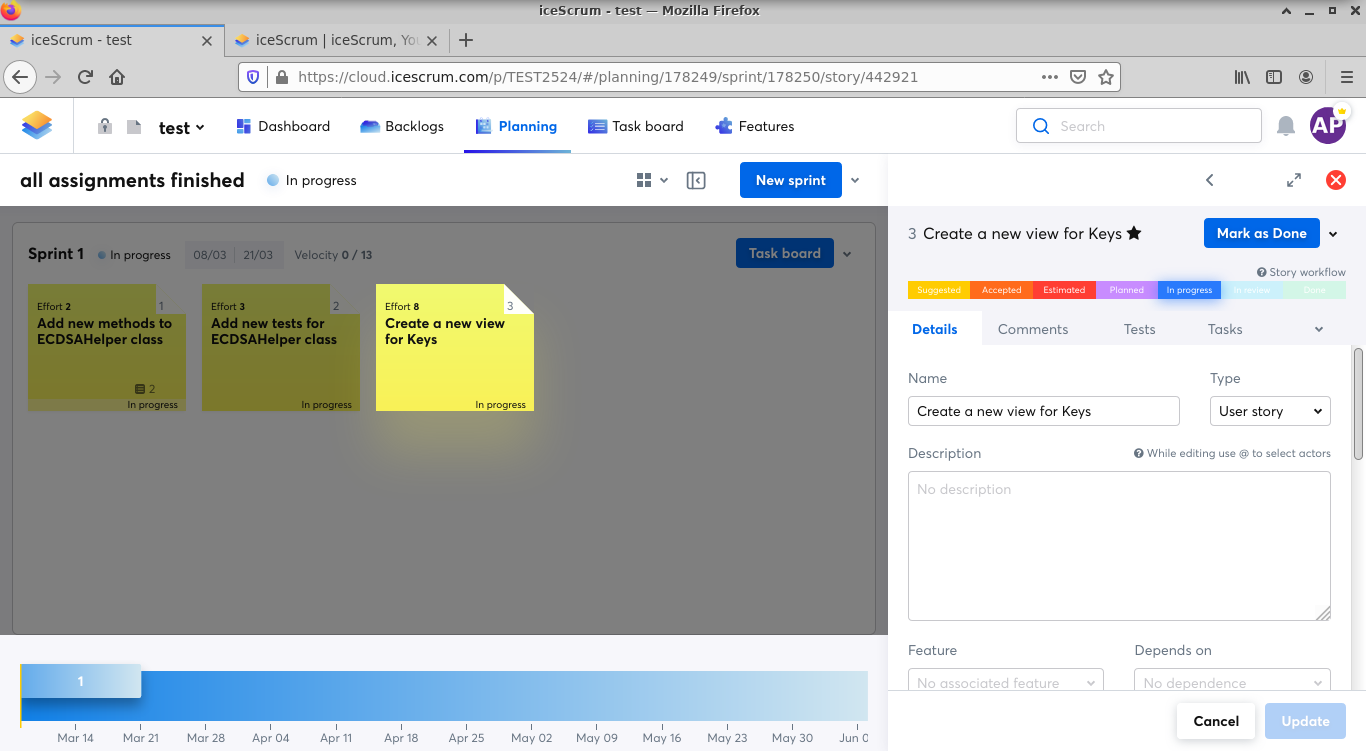 iceScrum - test — Mozilla Firefox
iceScrum - test
iceScrum | iceScrum, You
https://cloud.icescrum.com/p/TEST2524/#/planning/178249/sprint/178250/story/442921
test
Dashboard
Backlogs
Planning
Task board
Features
Search
AP
all assignments finished
In progress
New sprint
Sprint 1
In progress
08/03
21/03
Velocity 0 / 13
Task board
Effort 2
1
Add new methods to
ECDSAHelper class
2
In progress
Effort 3
2
Add new tests for
ECDSAHelper class
In progress
Effort 8
3
Create a new view
for Keys
In progress
1
Mar 14
Mar 21
Mar 28
Apr 04
Apr 11
Apr 18
Apr 25
May 02
May 09
May 16
May 23
May 30
Jun 0
3 Create a new view for Keys
Mark as Done
Story workflow
Suggested
Accepted
Estimated
Planned
In progress
In review
Done
Details
Comments
Tests
Tasks
Name
Type
Create a new view for Keys
User story
Description
While editing use @ to select actors
No description
Feature
Depends on
No associated feature
No dependence
Cancel
Update